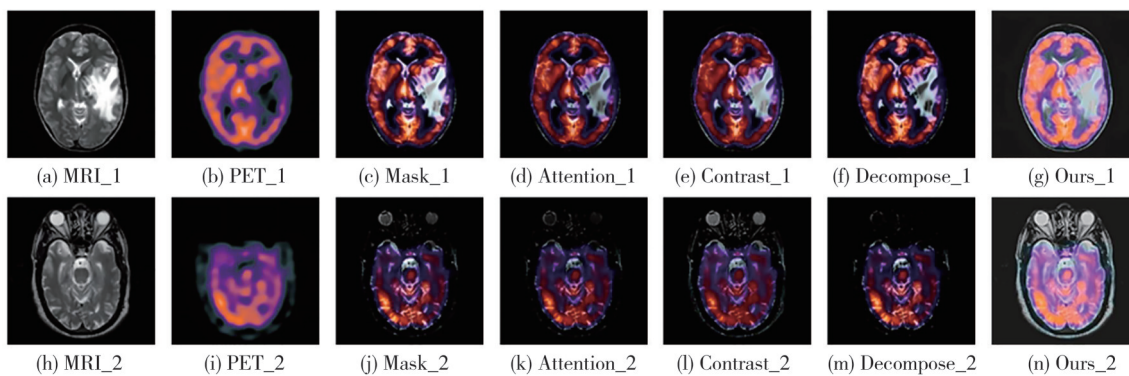 (a) MRI_1 (b) PET_1 (c) Mask_1 (d) Attention_1 (e) Contrast_1 (f) Decompose_1 (g) Ours_1
(h) MRI_2 (i) PET_2 (j) Mask_2 (k) Attention_2 (l) Contrast_2 (m) Decompose_2 (n) Ours_2